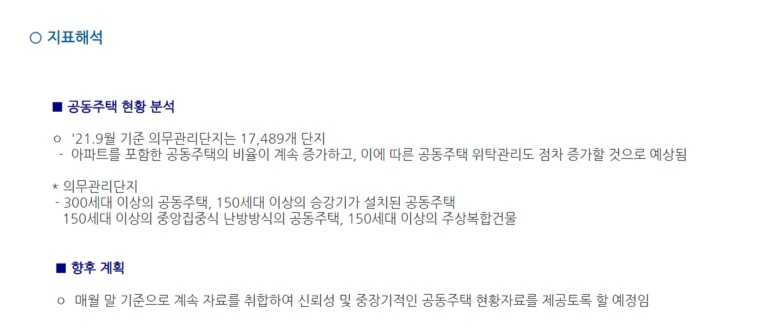 ○ 지표해석
■ 공동주택 현황 분석
ㅇ '21.9월 기준 의무관리단지는 17,489개 단지
- 아파트를 포함한 공동주택의 비율이 계속 증가하고, 이에 따른 공동주택 위탁관리도 점차 증가할 것으로 예상됨
* 의무관리단지
- 300세대 이상의 공동주택, 150세대 이상의 승강기가 설치된 공동주택
150세대 이상의 중앙집중식 난방방식의 공동주택, 150세대 이상의 주상복합건물
■ 향후 계획
ㅇ 매월 말 기준으로 계속 자료를 취합하여 신뢰성 및 중장기적인 공동주택 현황자료를 제공토록 할 예정임